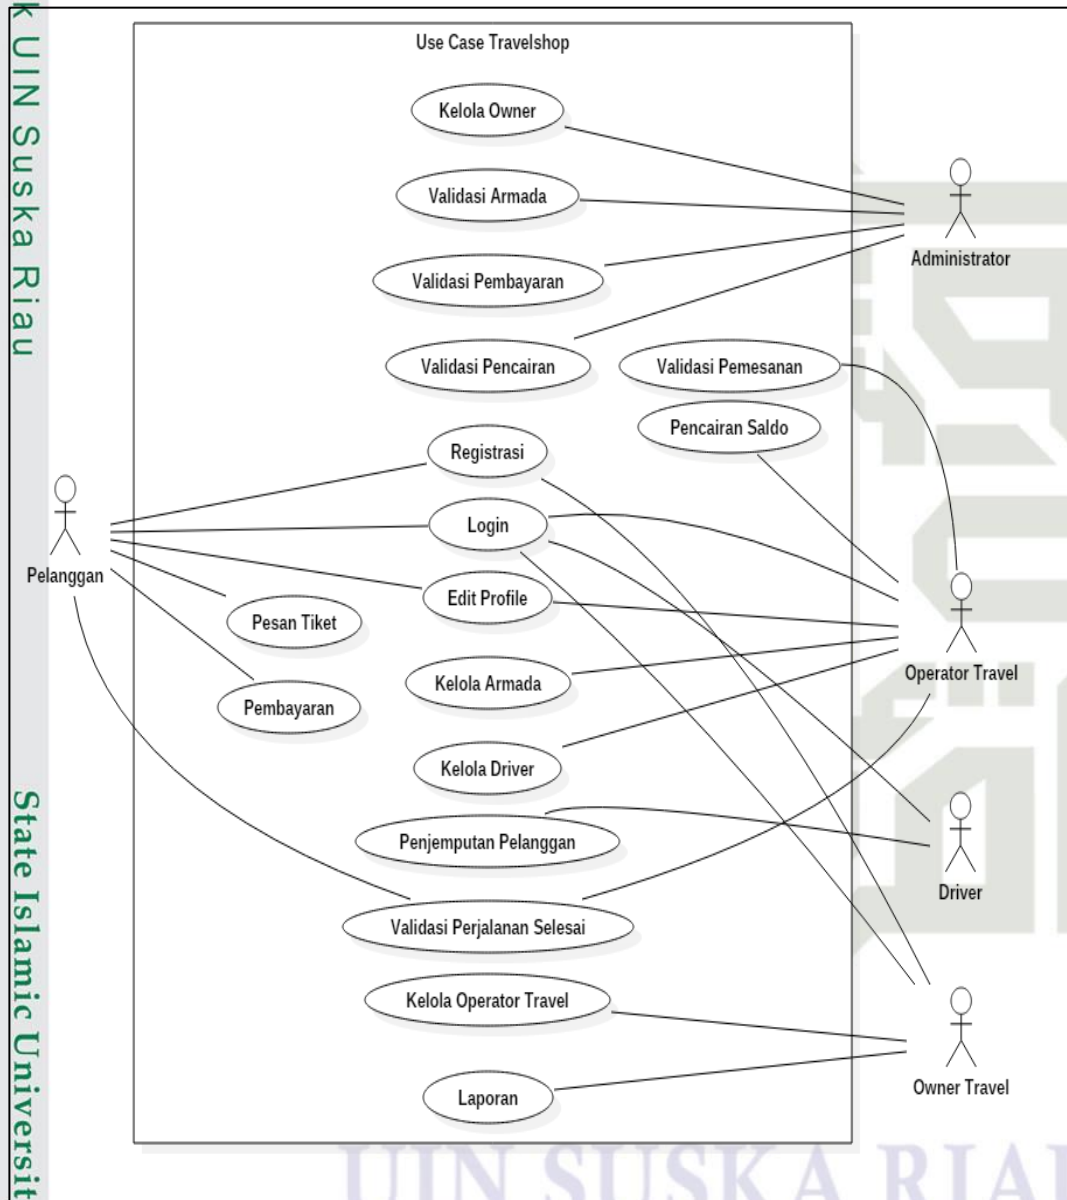 k UIN Suska Riau
State Islamic Universit
Use Case Travelshop
Kelola Owner
Validasi Armada
Administrator
Validasi Pembayaran
Validasi Pencairan
Validasi Pemesanan
Pencairan Saldo
Registrasi
Login
Pelanggan
Edit Profile
Pesan Tiket
Operator Travel
Kelola Armada
Pembayaran
Kelola Driver
Penjemputan Pelanggan
Driver
Validasi Perjalanan Selesai
Kelola Operator Travel
Owner Travel
Laporan
UIN SUSKA RIAU